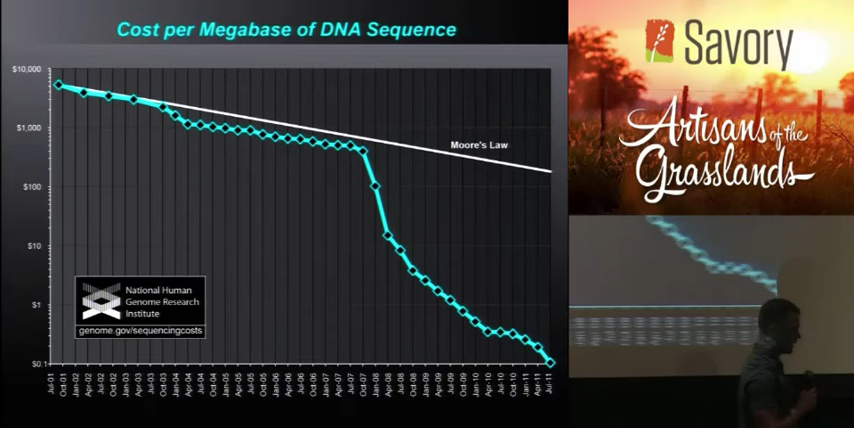 Cost per Megabase of DNA Sequence
$10,000
$1,000
$100
$10
$1
$0.1
Moore's Law
National Human
Genome Research
Institute
genome.gov/sequencingcosts
Jul-01
Oct-01
Jan-02
Apr-02
Jul-02
Oct-02
Jan-03
Apr-03
Jul-03
Oct-03
Jan-04
Apr-04
Jul-04
Oct-04
Jan-05
Apr-05
Jul-05
Oct-05
Jan-06
Apr-06
Jul-06
Oct-06
Jan-07
Apr-07
Jul-07
Oct-07
Jan-08
Apr-08
Jul-08
Oct-08
Jan-09
Apr-09
Jul-09
Oct-09
Jan-10
Apr-10
Jul-10
Oct-10
Jan-11
Apr-11
Jul-11
Savory
Artisans of the
Grasslands